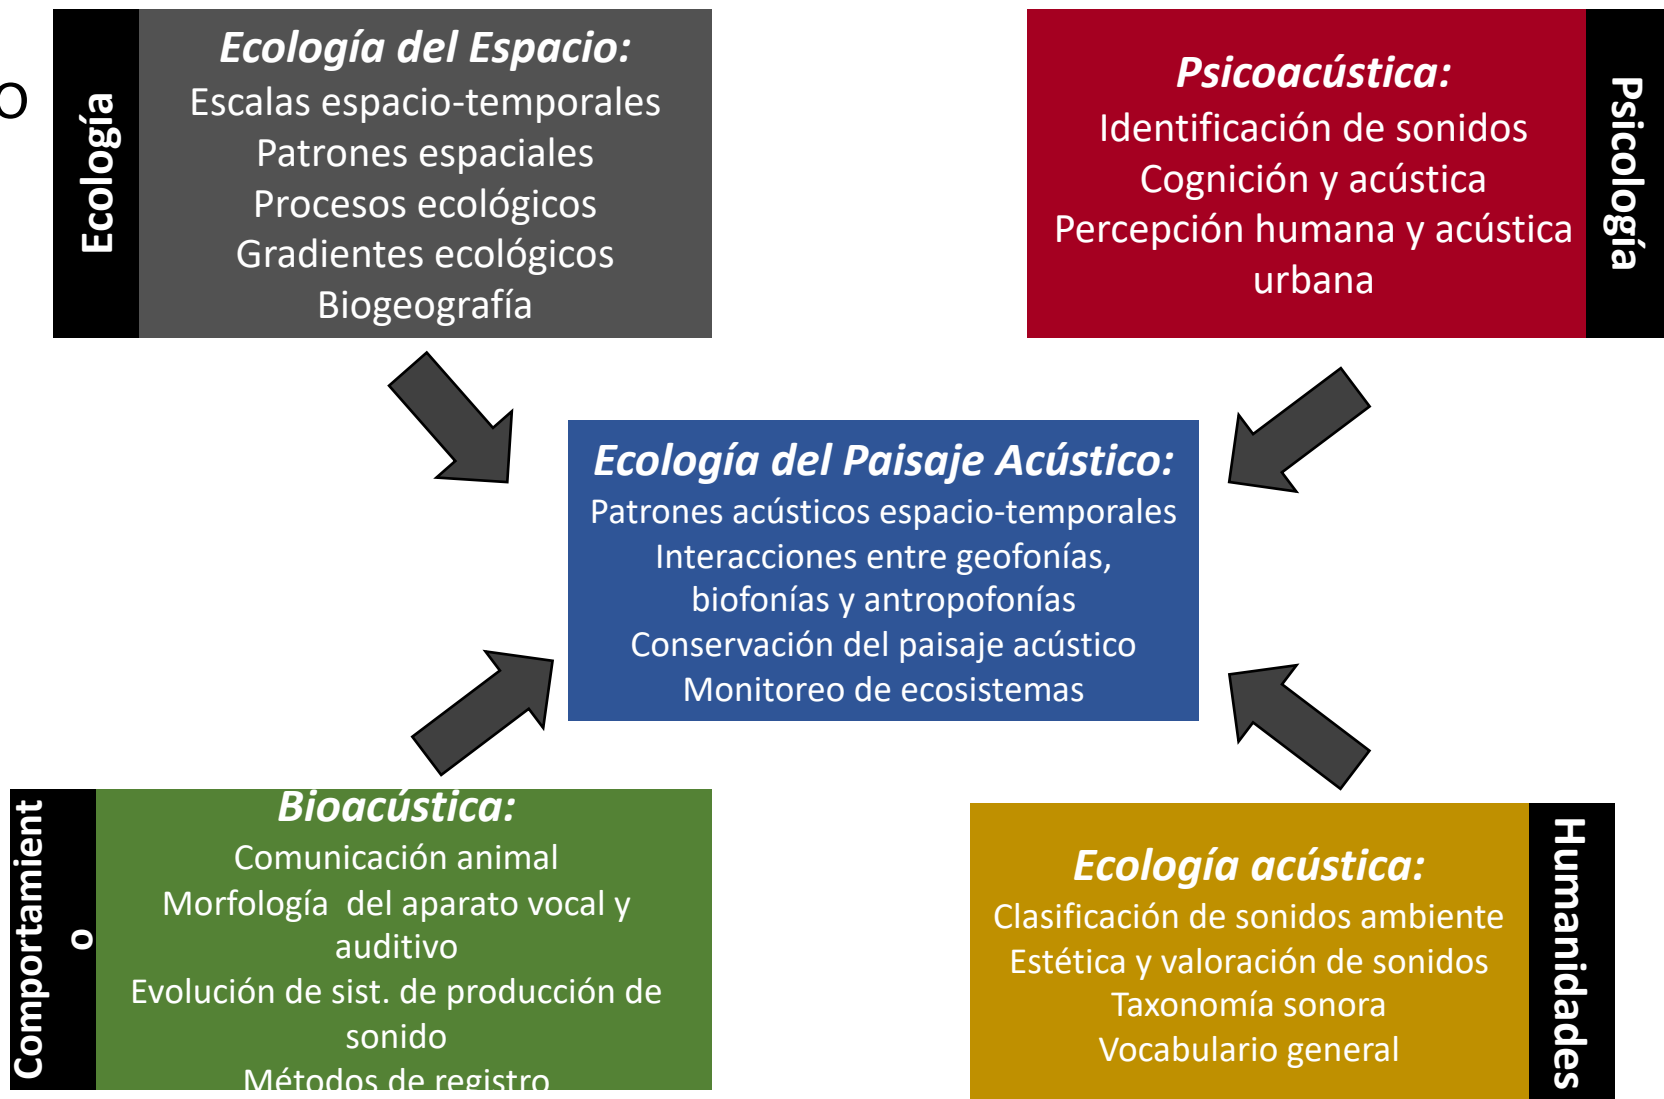 o
Ecología
Ecología del Espacio:
Escalas espacio-temporales
Patrones espaciales
Procesos ecológicos
Gradientes ecológicos
Biogeografía
Psicoacústica:
Identificación de sonidos
Cognición y acústica
Percepción humana y acústica
urbana
Psicología
Ecología del Paisaje Acústico:
Patrones acústicos espacio-temporales
Interacciones entre geofonías,
biofonías y antropofonías
Conservación del paisaje acústico
Monitoreo de ecosistemas
Comportamient
o
Bioacústica:
Comunicación animal
Morfología  del aparato vocal y
auditivo
Evolución de sist. de producción de
sonido
Métodos de registro
Ecología acústica:
Clasificación de sonidos ambiente
Estética y valoración de sonidos
Taxonomía sonora
Vocabulario general
Humanidades